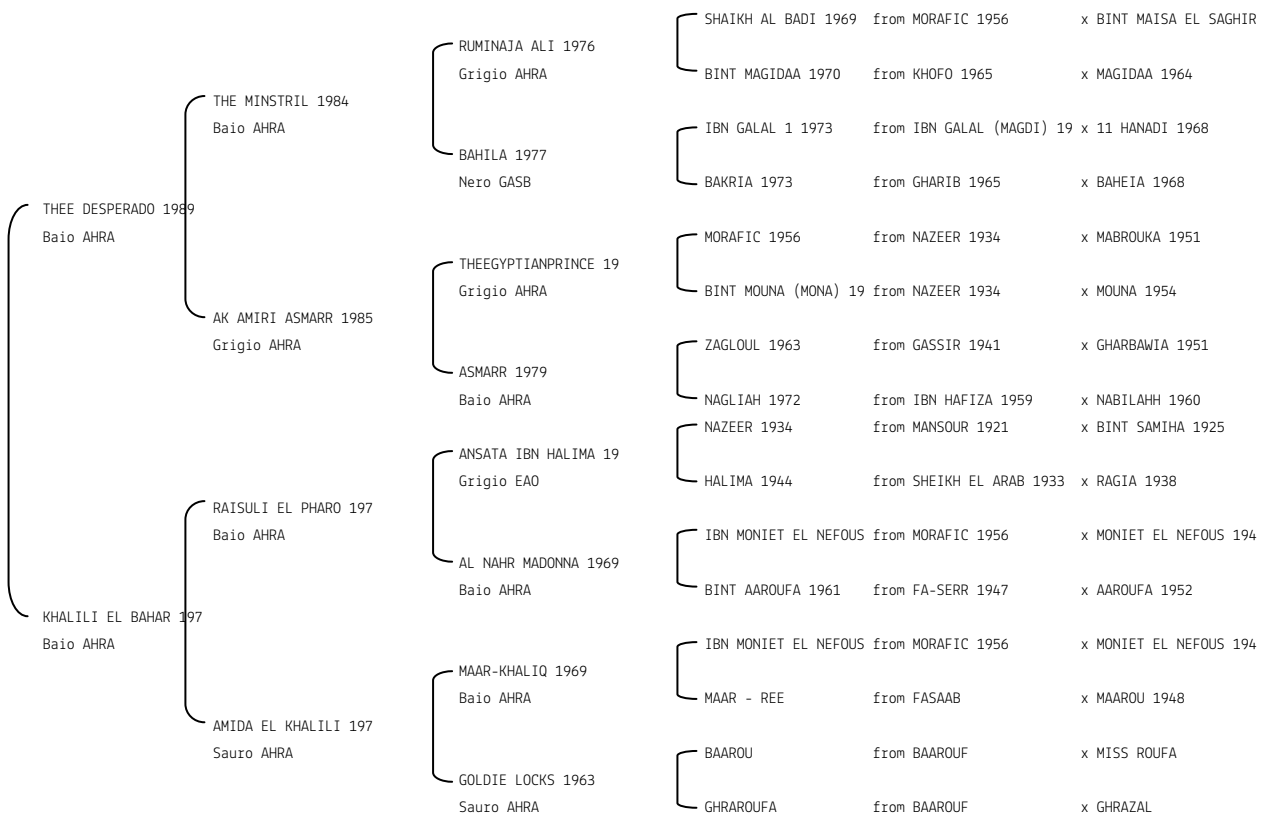 SHAIKH AL BADI 1969 from MORAFIC 1956 x BINT MAISA EL SAGHIR
RUMINAJA ALI 1976
Grigio AHRA
BINT MAGIDAA 1970 from KHOFO 1965 x MAGIDAA 1964
THE MINSTRIL 1984
Baio AHRA
IBN GALAL 1 1973 from IBN GALAL (MAGDI) 19 x 11 HANADI 1968
BAHILA 1977
Nero GASB
BAKRIA 1973 from GHARIB 1965 x BAHEIA 1968
THEE DESPERADO 1989
Baio AHRA
MORAFIC 1956 from NAZEER 1934 x MABROUKA 1951
THEEGYPTIANPRINCE 19
Grigio AHRA
BINT MOUNA (MONA) 19 from NAZEER 1934 x MOUNA 1954
AK AMIRI ASMARR 1985
Grigio AHRA
ZAGLOUL 1963 from GASSIR 1941 x GHARBAWIA 1951
ASMARR 1979
Baio AHRA
NAGLIAH 1972 from IBN HAFIZA 1959 x NABILAHH 1960
NAZEER 1934 from MANSOUR 1921 x BINT SAMIHA 1925
ANSATA IBN HALIMA 19
Grigio EAO
HALIMA 1944 from SHEIKH EL ARAB 1933 x RAGIA 1938
RAISULI EL PHARO 197
Baio AHRA
IBN MONIET EL NEFOUS from MORAFIC 1956 x MONIET EL NEFOUS 194
AL NAHR MADONNA 1969
Baio AHRA
BINT AAROUFA 1961 from FA-SERR 1947 x AAROUFA 1952
KHALILI EL BAHAR 197
Baio AHRA
IBN MONIET EL NEFOUS from MORAFIC 1956 x MONIET EL NEFOUS 194
MAAR-KHALIQ 1969
Baio AHRA
MAAR - REE from FASAAB x MAAROU 1948
AMIDA EL KHALILI 197
Sauro AHRA
BAAROU from BAAROUF x MISS ROUFA
GOLDIE LOCKS 1963
Sauro AHRA
GHRAROUFA from BAAROUF x GHRAZAL